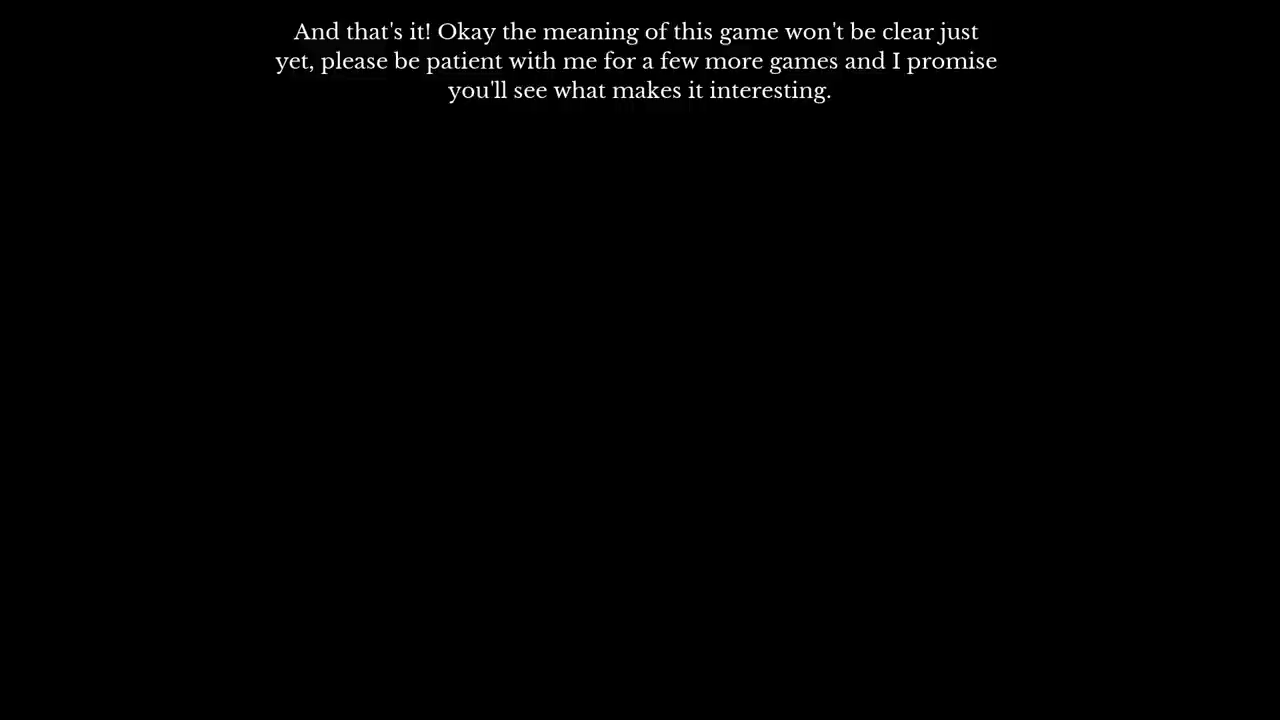 And that's it! Okay the meaning of this game won't be clear just
yet, please be patient with me for a few more games and I promise
you'll see what makes it interesting.